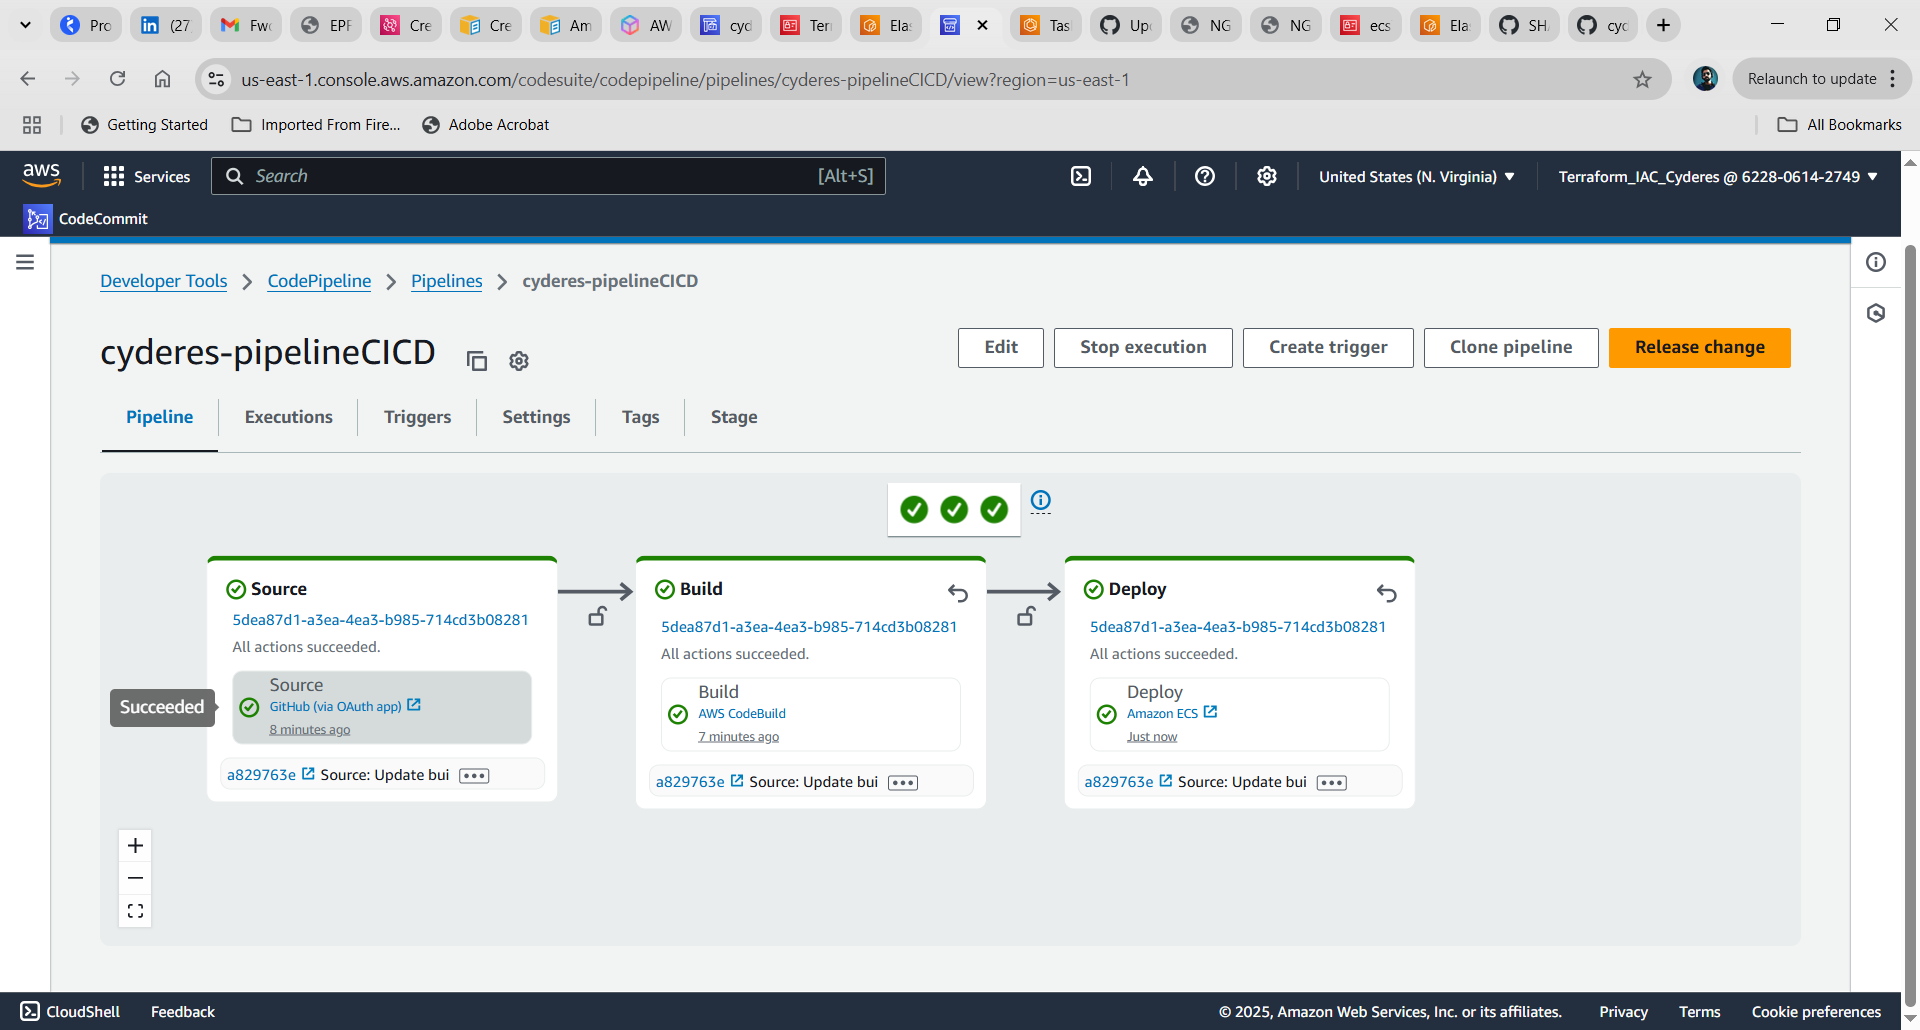 Pro
(27
Fwd
EPF
Cre
Cre
Am
AW
cyd
Terr
Elas
Tas
Up
NG
NG
ecs
Ela
SH
cyd
us-east-1.console.aws.amazon.com/codesuite/codepipeline/pipelines/cyderes-pipelineCICD/view?region=us-east-1
Relaunch to update
Getting Started
Imported From Fire...
Adobe Acrobat
All Bookmarks
aws
Services
Search
[Alt+S]
United States (N. Virginia)
Terraform_IAC_Cyderes @ 6228-0614-2749
CodeCommit
Developer Tools
CodePipeline
Pipelines
cyderes-pipelineCICD
cyderes-pipelineCICD
Edit
Stop execution
Create trigger
Clone pipeline
Release change
Pipeline
Executions
Triggers
Settings
Tags
Stage
Source
5dea87d1-a3ea-4ea3-b985-714cd3b08281
All actions succeeded.
Succeeded
Source
GitHub (via OAuth app)
8 minutes ago
a829763e Source: Update bui
Build
5dea87d1-a3ea-4ea3-b985-714cd3b08281
All actions succeeded.
Build
AWS CodeBuild
7 minutes ago
a829763e Source: Update bui
Deploy
5dea87d1-a3ea-4ea3-b985-714cd3b08281
All actions succeeded.
Deploy
Amazon ECS
Just now
a829763e Source: Update bui
CloudShell
Feedback
© 2025, Amazon Web Services, Inc. or its affiliates.
Privacy
Terms
Cookie preferences